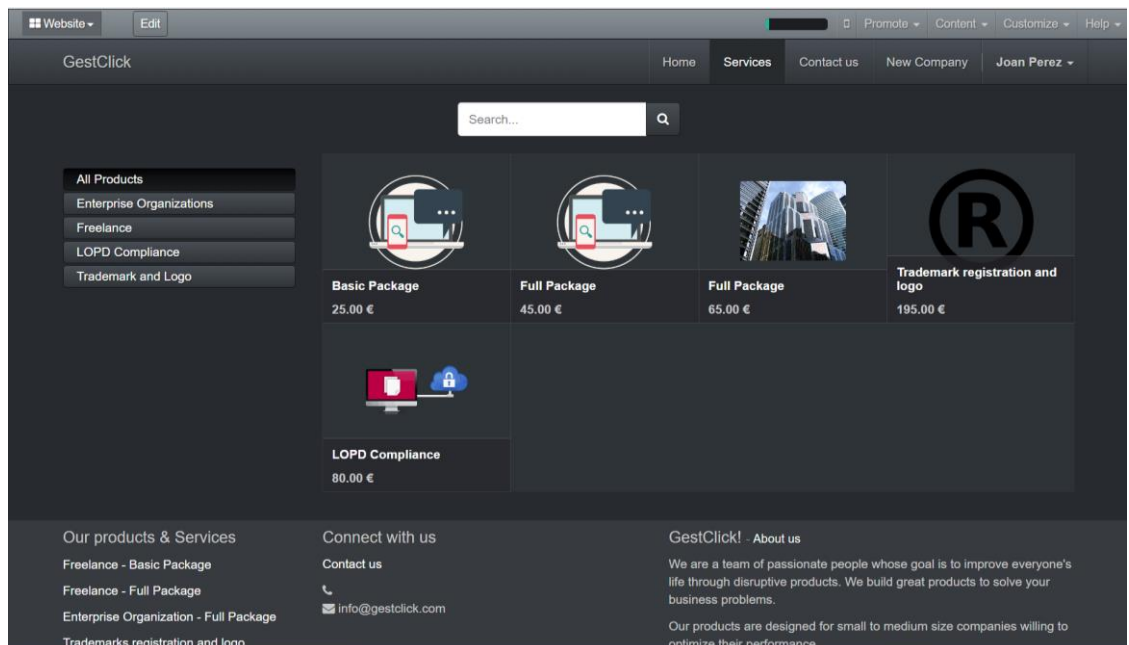 Website
Edit
Promote
Content
Customize
Help
GestClick
Home
Services
Contact us
New Company
Joan Perez
Search...
All Products
Enterprise Organizations
Freelance
LOPD Compliance
Trademark and Logo
Basic Package
25.00 €
Full Package
45.00 €
Full Package
65.00 €
R
Trademark registration and
logo
195.00 €
LOPD Compliance
80.00 €
Our products & Services
Freelance - Basic Package
Freelance - Full Package
Enterprise Organization - Full Package
Trademarks registration and logo
Connect with us
Contact us
info@gestclick.com
GestClick! - About us
We are a team of passionate people whose goal is to improve everyone's
life through disruptive products. We build great products to solve your
business problems.
Our products are designed for small to medium size companies willing to
optimize their performance.